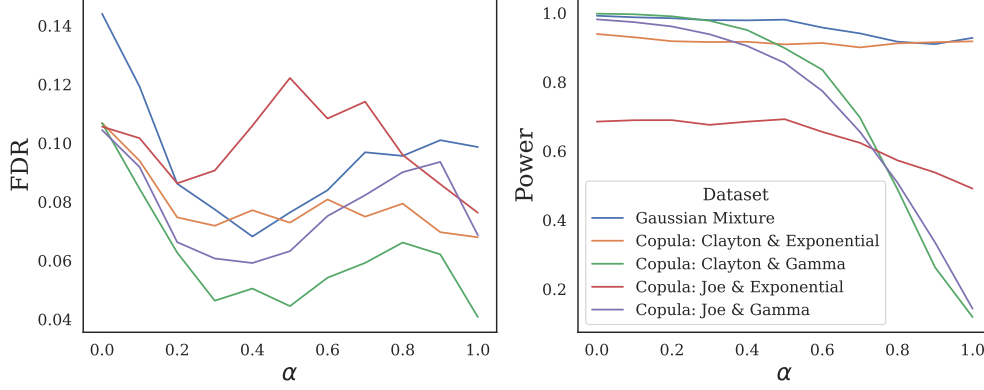 FDR
0.14
0.12
0.10
0.08
0.06
0.04
0.0 0.2 0.4 0.6 0.8 1.0
α
Power
1.0
0.8
0.6
0.4
0.2
Dataset
Gaussian Mixture
Copula: Clayton & Exponential
Copula: Clayton & Gamma
Copula: Joe & Exponential
Copula: Joe & Gamma
0.0 0.2 0.4 0.6 0.8 1.0
α